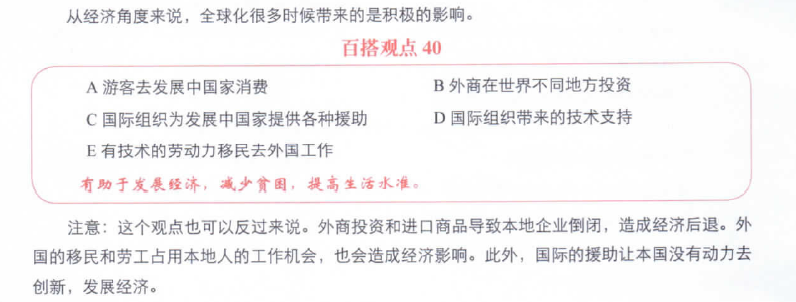 从经济角度来说，全球化很多时候带来的是积极的影响。
百搭观点 40
A 游客去发展中国家消费 B 外商在世界不同地方投资
C 国际组织为发展中国家提供各种援助 D 国际组织带来的技术支持
E 有技术的劳动力移民去外国工作
有助于发展经济，减少贫困，提高生活水准。
注意：这个观点也可以反过来说。外商投资和进口商品导致本地企业倒闭，造成经济后退。外
国的移民和劳工占用本地人的工作机会，也会造成经济影响。此外，国际的援助让本国没有动力去
创新，发展经济。